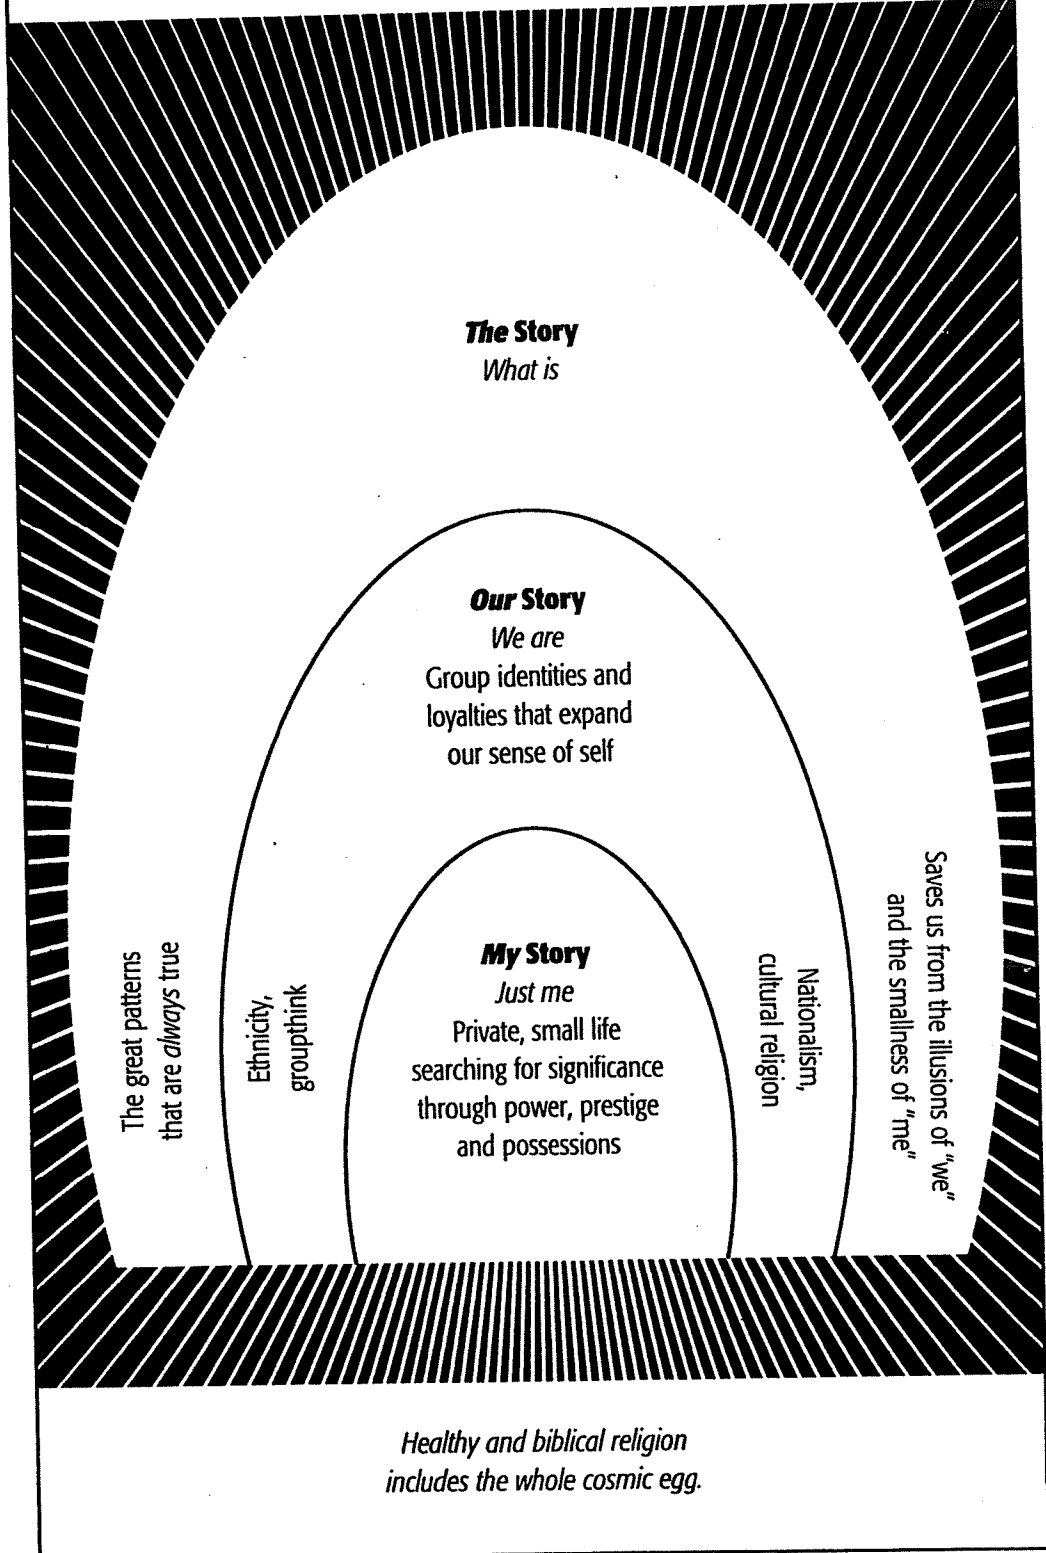 The Story
What is
Our Story
We are
Group identities and
loyalties that expand
our sense of self
My Story
Just me
Private, small life
searching for significance
through power, prestige
and possessions
The great patterns
that are always true
Ethnicity,
groupthink
Nationalism,
cultural religion
Saves us from the illusions of "we"
and the smallness of "me"
Healthy and biblical religion
includes the whole cosmic egg.